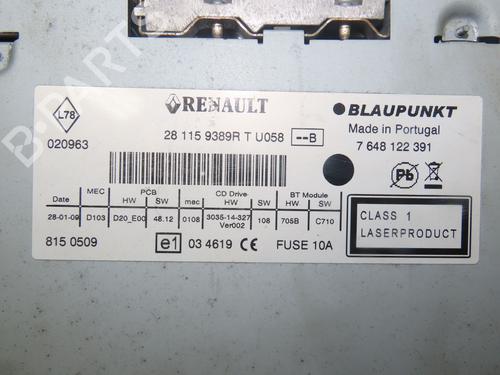 L78
020963
RENAULT
28 115 9389R T U058 --B
BLAUPUNKT
Made in Portugal
7 648 122 391
Pb
MEC PCB CD Drive BT Module
Date HW HW SW mec HW SW HW SW
28-01-09 D103 D20_E00 48.12 0108 3035-14-327 Ver002 108 705B C710
CLASS 1
LASERPRODUCT
815 0509
e1 03 4619 CE FUSE 10A
B-PARTS